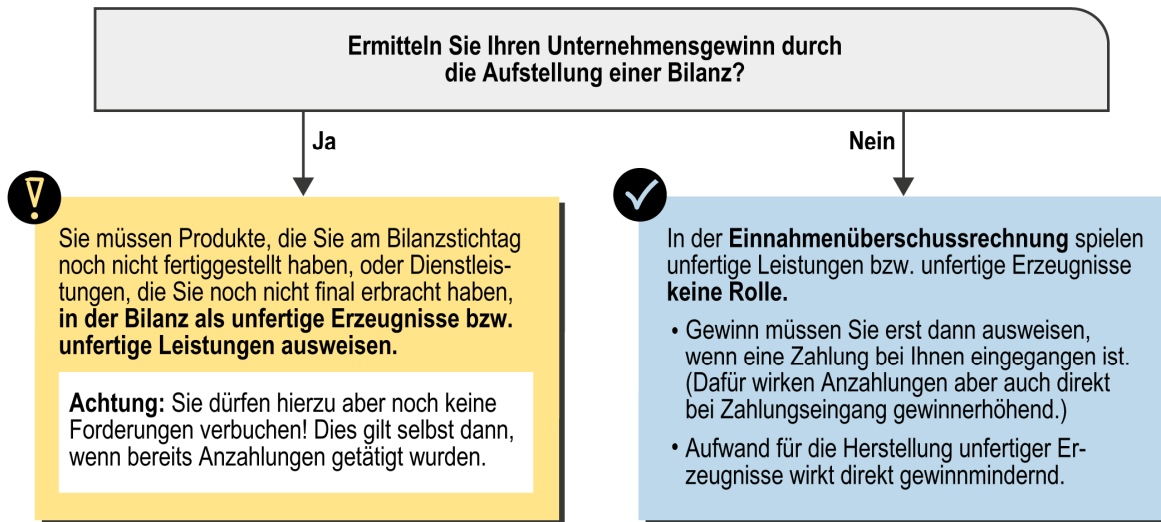 Ermitteln Sie Ihren Unternehmensgewinn durch
die Aufstellung einer Bilanz?
Ja
Nein
Sie müssen Produkte, die Sie am Bilanzstichtag
noch nicht fertiggestellt haben, oder Dienstleis-
tungen, die Sie noch nicht final erbracht haben,
in der Bilanz als unfertige Erzeugnisse bzw.
unfertige Leistungen ausweisen.
Achtung: Sie dürfen hierzu aber noch keine
Forderungen verbuchen! Dies gilt selbst dann,
wenn bereits Anzahlungen getätigt wurden.
In der Einnahmenüberschussrechnung spielen
unfertige Leistungen bzw. unfertige Erzeugnisse
keine Rolle.
• Gewinn müssen Sie erst dann ausweisen,
wenn eine Zahlung bei Ihnen eingegangen ist.
(Dafür wirken Anzahlungen aber auch direkt
bei Zahlungseingang gewinnerhöhend.)
• Aufwand für die Herstellung unfertiger Er-
zeugnisse wirkt direkt gewinnmindernd.